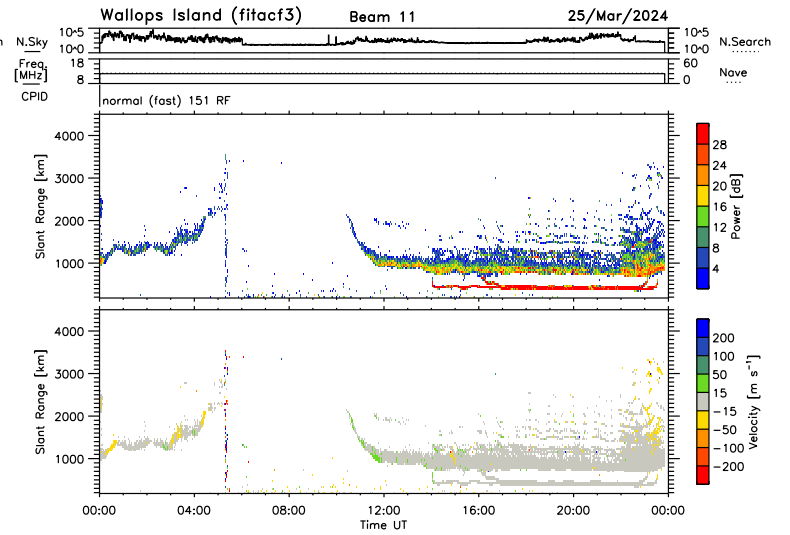 Wallops Island (fitacf3) Beam 11 25/Mar/2024
n N.Sky 10^5 10^0 10^5 10^0 N.Search
Freq. [MHz] 18 8 60 0 Nave
CPID normal (fast) 151 RF
Slant Range [km] 4000 3000 2000 1000
28 24 20 16 12 8 4 Power [dB]
Slant Range [km] 4000 3000 2000 1000
200 100 50 15 -15 -50 -100 -200 Velocity [m s⁻¹]
00:00 04:00 08:00 12:00 16:00 20:00 00:00
Time UT